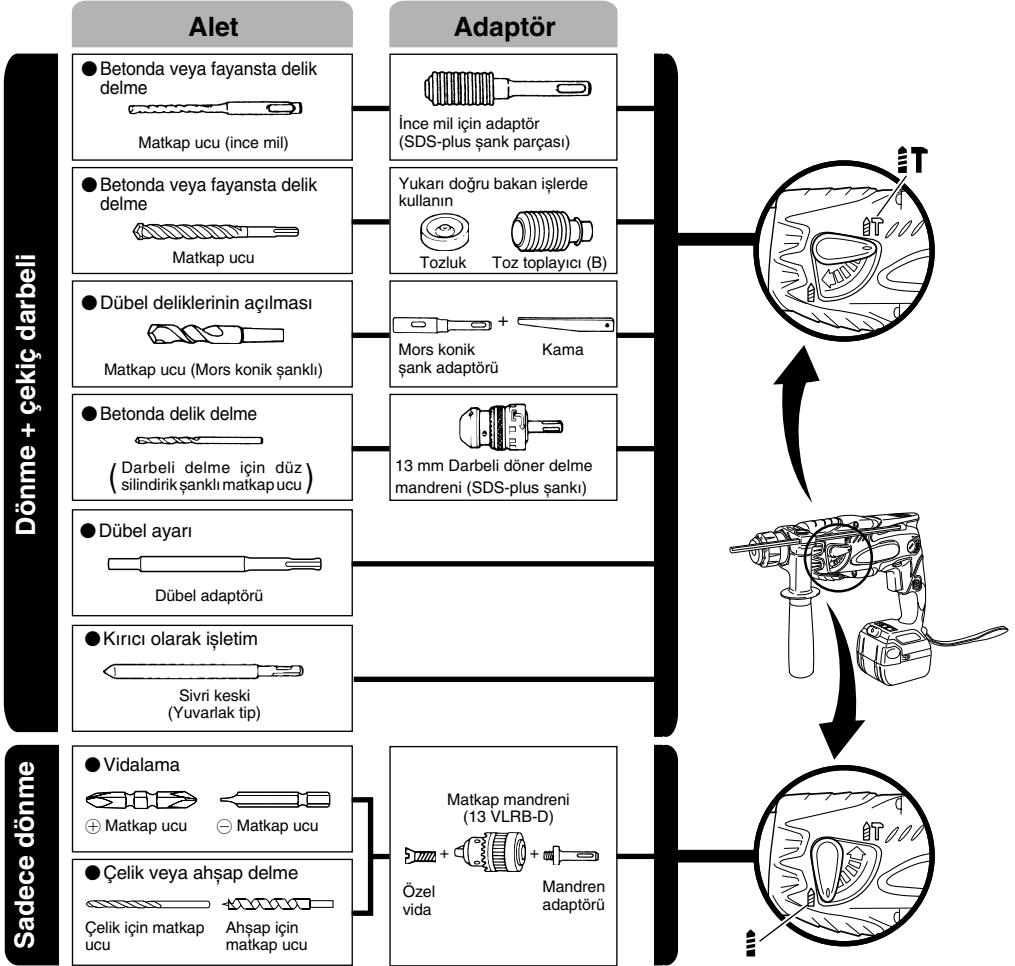 Alet
Adaptör
Dönme + çekiç darbeli
● Betonda veya fayansta delik
delme
Matkap ucu (ince mil)
İnce mil için adaptör
(SDS-plus şank parçası)
● Betonda veya fayansta delik
delme
Matkap ucu
Yukarı doğru bakan işlerde
kullanın
Tozluk
Toz toplayıcı (B)
● Dübel deliklerinin açılması
Matkap ucu (Mors konik şanklı)
+
Mors konik
şank adaptörü
Kama
● Betonda delik delme
(Darbeli delme için düz
silindirik şanklı matkap ucu)
13 mm Darbeli döner delme
mandreni (SDS-plus şankı)
● Dübel ayarı
Dübel adaptörü
● Kırıcı olarak işletim
Sivri keski
(Yuvarlak tip)
Sadece dönme
● Vidalama
⊕ Matkap ucu
⊖ Matkap ucu
● Çelik veya ahşap delme
Çelik için matkap
ucu
Ahşap için
matkap ucu
Matkap mandreni
(13 VLRB-D)
+ +
Özel
vida
Mandren
adaptörü